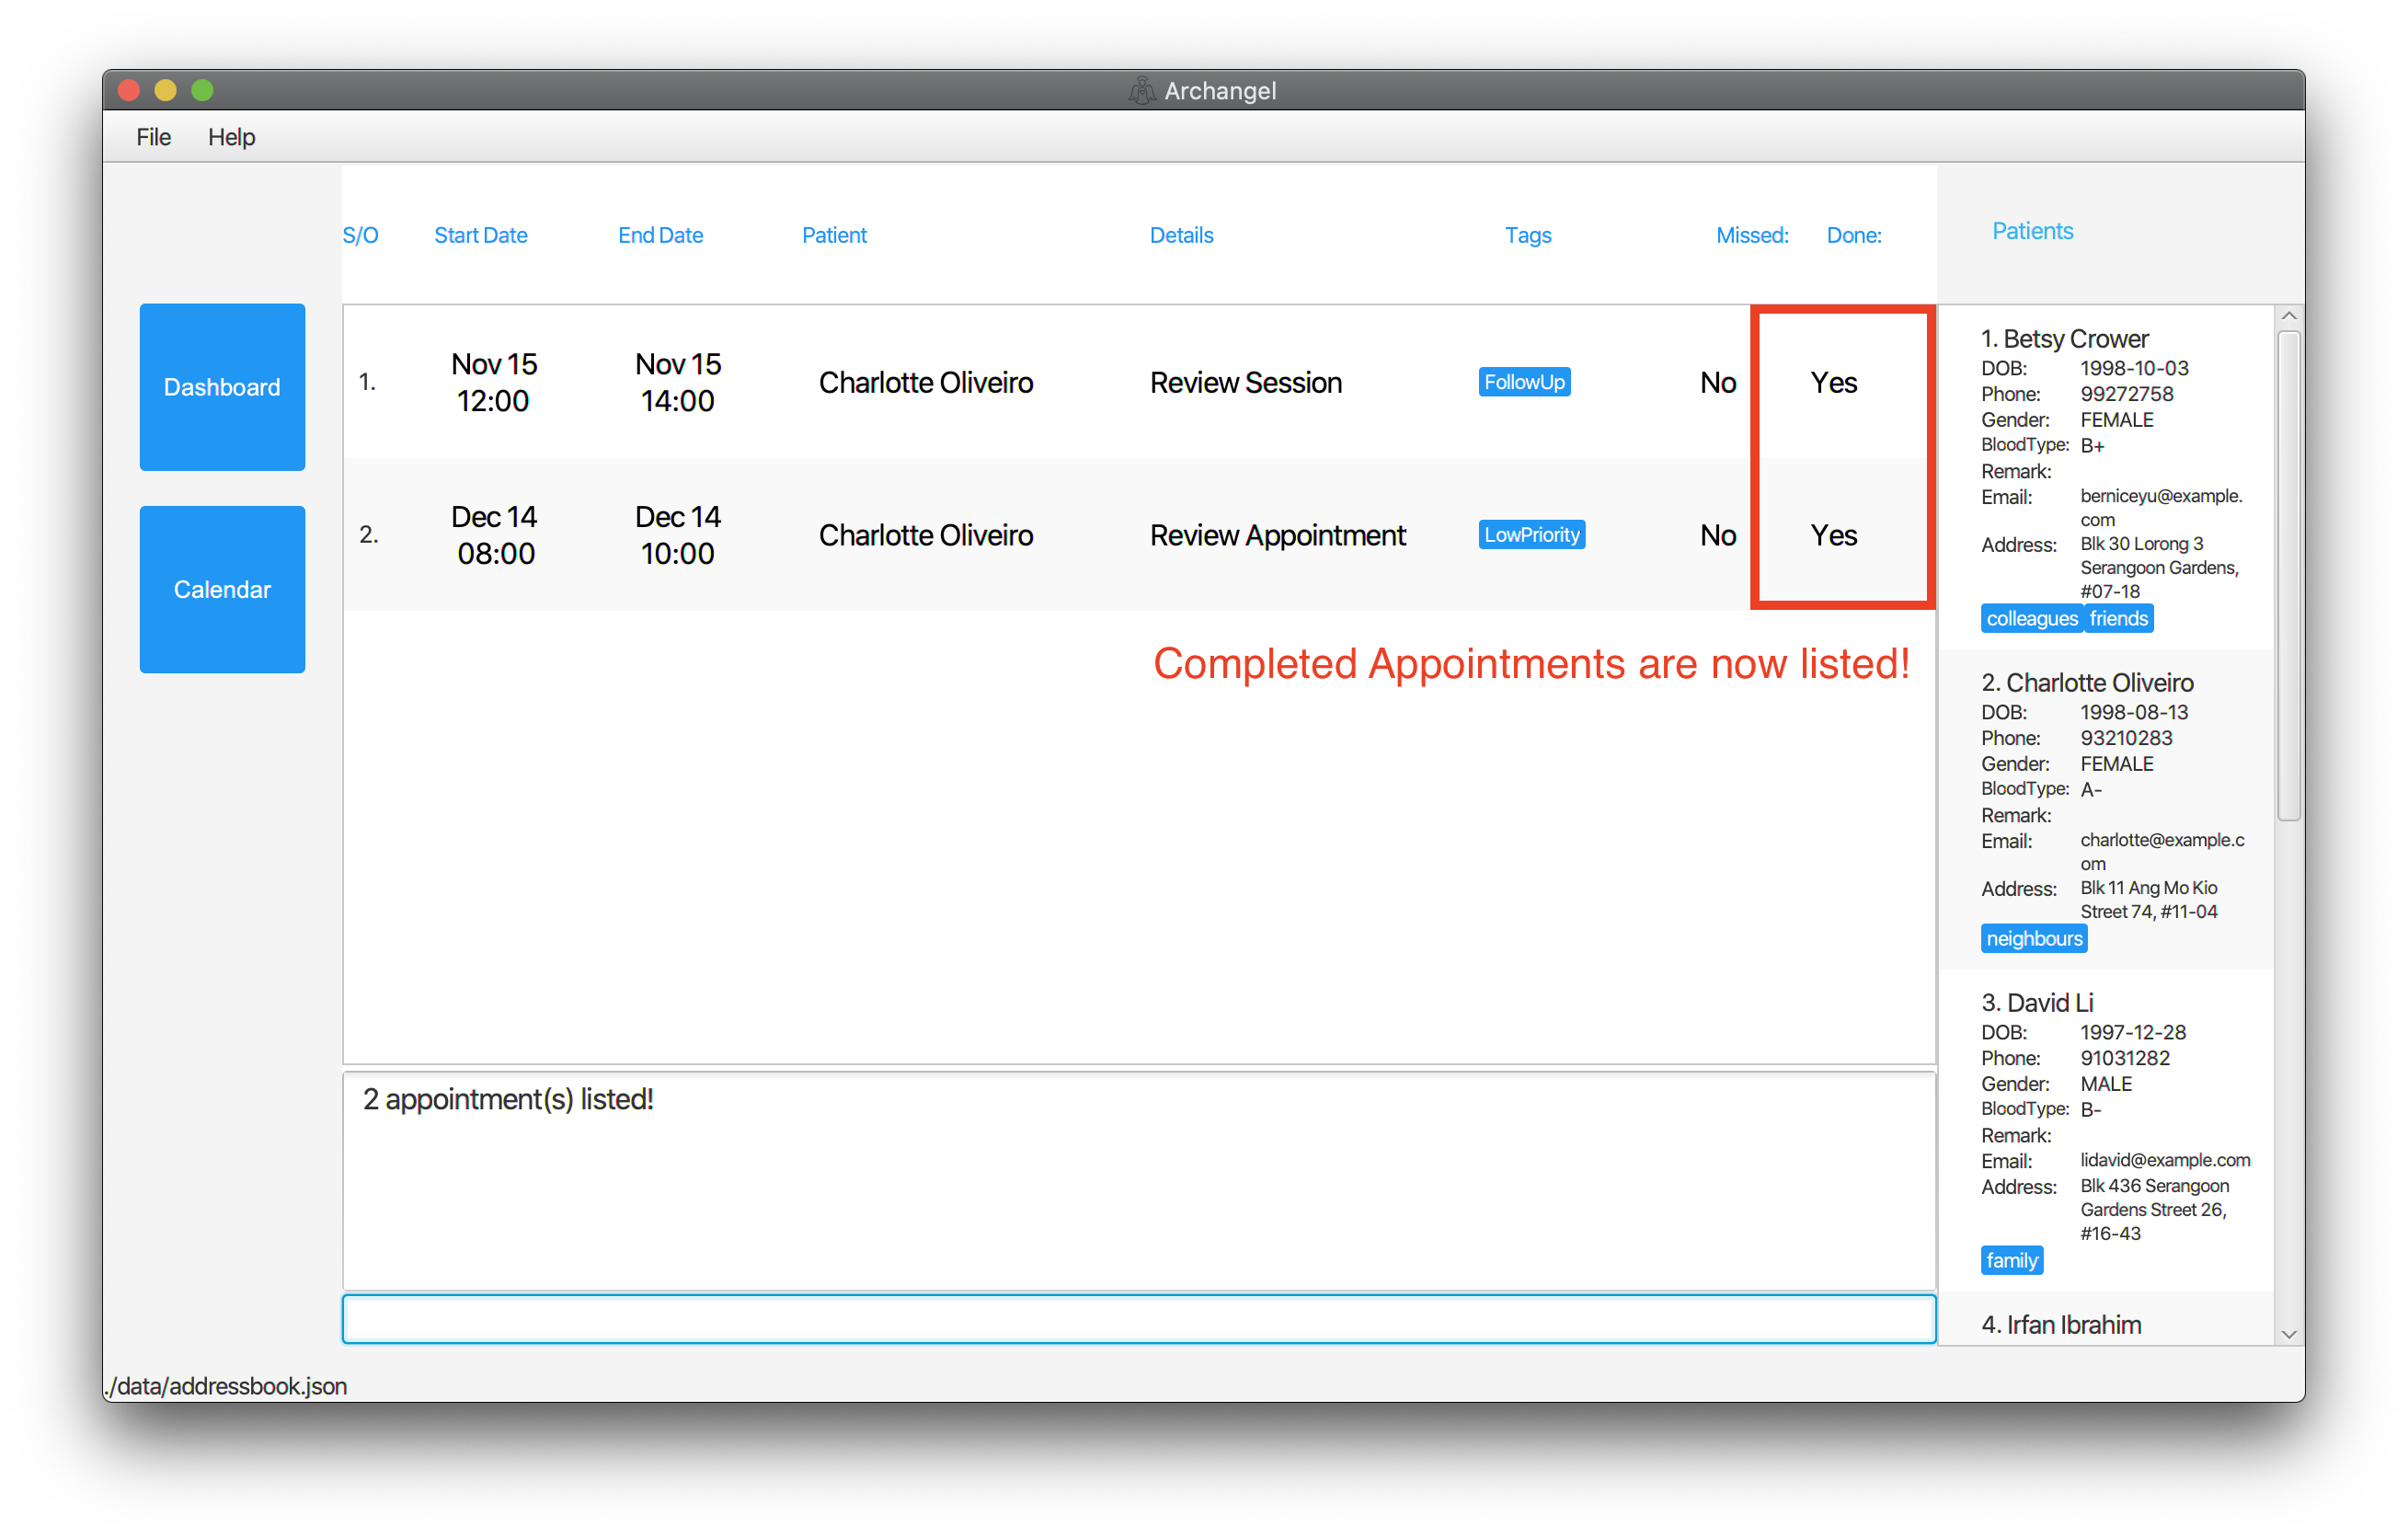 Archangel
File Help
S/O Start Date End Date Patient Details Tags Missed: Done:
Patients
Dashboard
Calendar
1. Nov 15 12:00 Nov 15 14:00 Charlotte Oliveiro Review Session FollowUp No Yes
2. Dec 14 08:00 Dec 14 10:00 Charlotte Oliveiro Review Appointment LowPriority No Yes
Completed Appointments are now listed!
2 appointment(s) listed!
1. Betsy Crower
DOB: 1998-10-03
Phone: 99272758
Gender: FEMALE
BloodType: B+
Remark:
Email: berniceyu@example.
com
Address: Blk 30 Lorong 3
Serangoon Gardens,
#07-18
colleagues friends
2. Charlotte Oliveiro
DOB: 1998-08-13
Phone: 93210283
Gender: FEMALE
BloodType: A-
Remark:
Email: charlotte@example.c
om
Address: Blk 11 Ang Mo Kio
Street 74, #11-04
neighbours
3. David Li
DOB: 1997-12-28
Phone: 91031282
Gender: MALE
BloodType: B-
Remark:
Email: lidavid@example.com
Address: Blk 436 Serangoon
Gardens Street 26,
#16-43
family
4. Irfan Ibrahim
./data/addressbook.json